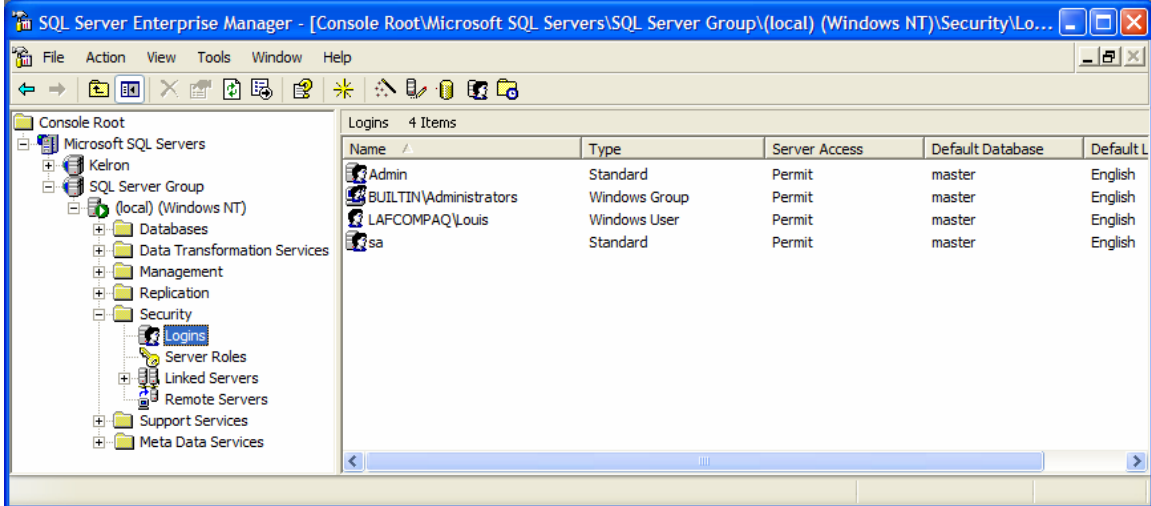 SQL Server Enterprise Manager - [Console Root\Microsoft SQL Servers\SQL Server Group\(local) (Windows NT)\Security\Lo...
File Action View Tools Window Help
Console Root
Microsoft SQL Servers
Kelron
SQL Server Group
(local) (Windows NT)
Databases
Data Transformation Services
Management
Replication
Security
Logins
Server Roles
Linked Servers
Remote Servers
Support Services
Meta Data Services
Logins 4 Items
Name Type Server Access Default Database Default L
Admin Standard Permit master English
BUILTIN\Administrators Windows Group Permit master English
LAFCOMPAQ\Louis Windows User Permit master English
sa Standard Permit master English